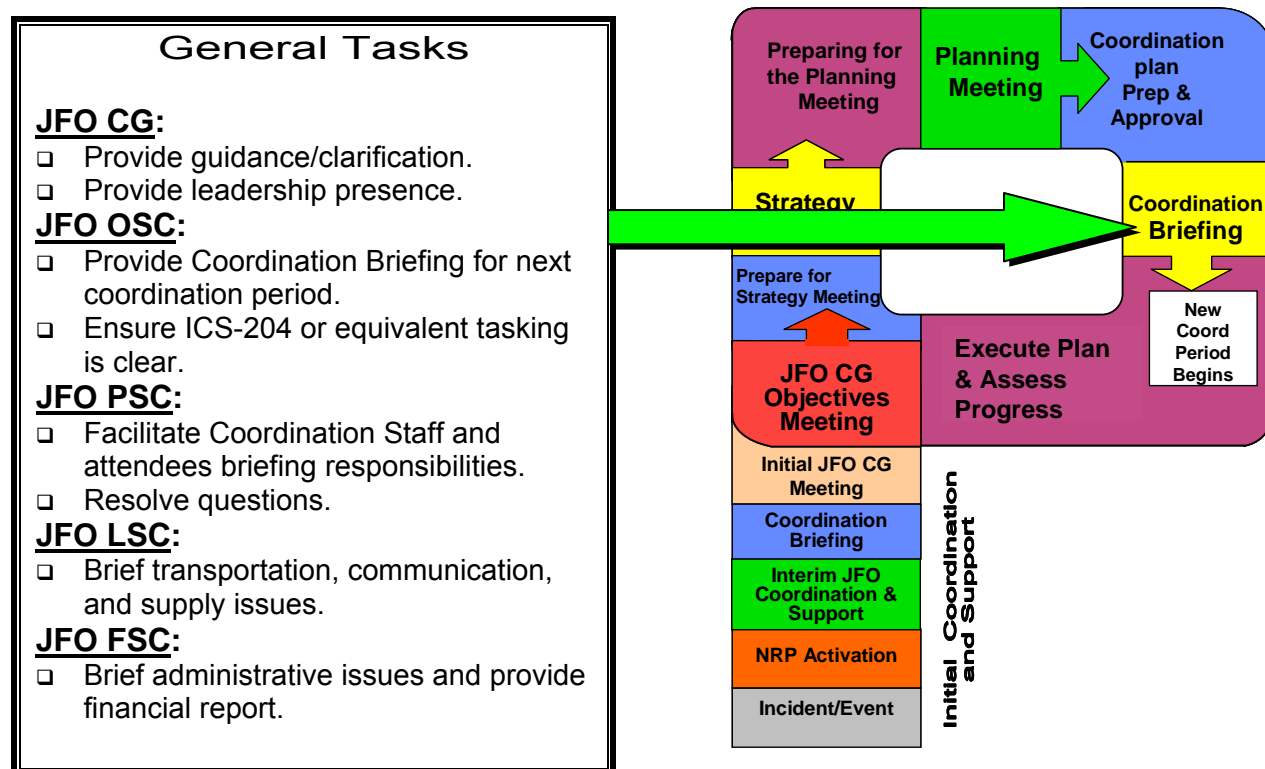 General Tasks
JFO CG:
❑ Provide guidance/clarification.
❑ Provide leadership presence.
JFO OSC:
❑ Provide Coordination Briefing for next
coordination period.
❑ Ensure ICS-204 or equivalent tasking
is clear.
JFO PSC:
❑ Facilitate Coordination Staff and
attendees briefing responsibilities.
❑ Resolve questions.
JFO LSC:
❑ Brief transportation, communication,
and supply issues.
JFO FSC:
❑ Brief administrative issues and provide
financial report.
Preparing for
the Planning
Meeting
Planning
Meeting
Coordination
plan
Prep &
Approval
Strategy
Coordination
Briefing
Prepare for
Strategy Meeting
New
Coord
Period
Begins
Execute Plan
& Assess
Progress
JFO CG
Objectives
Meeting
Initial JFO CG
Meeting
Coordination
Briefing
Interim JFO
Coordination &
Support
NRP Activation
Incident/Event
Initial Coordination
and Support